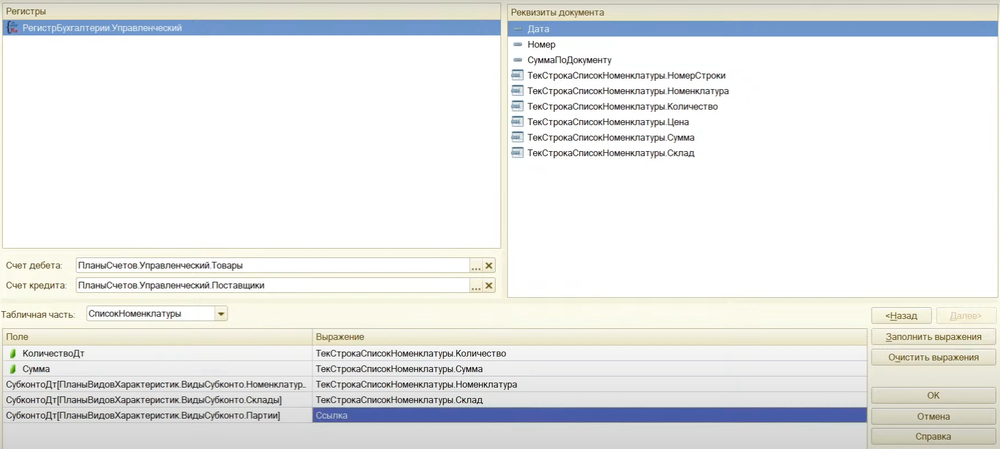 Регистры
РегистрБухгалтерии.Управленческий
Реквизиты документа
Дата
Номер
СуммаПоДокументу
ТекСтрокаСписокНоменклатуры.НомерСтроки
ТекСтрокаСписокНоменклатуры.Номенклатура
ТекСтрокаСписокНоменклатуры.Количество
ТекСтрокаСписокНоменклатуры.Цена
ТекСтрокаСписокНоменклатуры.Сумма
ТекСтрокаСписокНоменклатуры.Склад
Счет дебета: ПланыСчетов.Управленческий.Товары ...
Счет кредита: ПланыСчетов.Управленческий.Поставщики ...
Табличная часть: СписокНоменклатуры
<Назад Далее>
Поле Выражение
КоличествоДт ТекСтрокаСписокНоменклатуры.Количество
Сумма ТекСтрокаСписокНоменклатуры.Сумма
СубконтоДт[ПланыВидовХарактеристик.ВидыСубконто.Номенклатур... ТекСтрокаСписокНоменклатуры.Номенклатура
СубконтоДт[ПланыВидовХарактеристик.ВидыСубконто.Склады] ТекСтрокаСписокНоменклатуры.Склад
СубконтоДт[ПланыВидовХарактеристик.ВидыСубконто.Партии] Ссылка
Заполнить выражения
Очистить выражения
ОК
Отмена
Справка